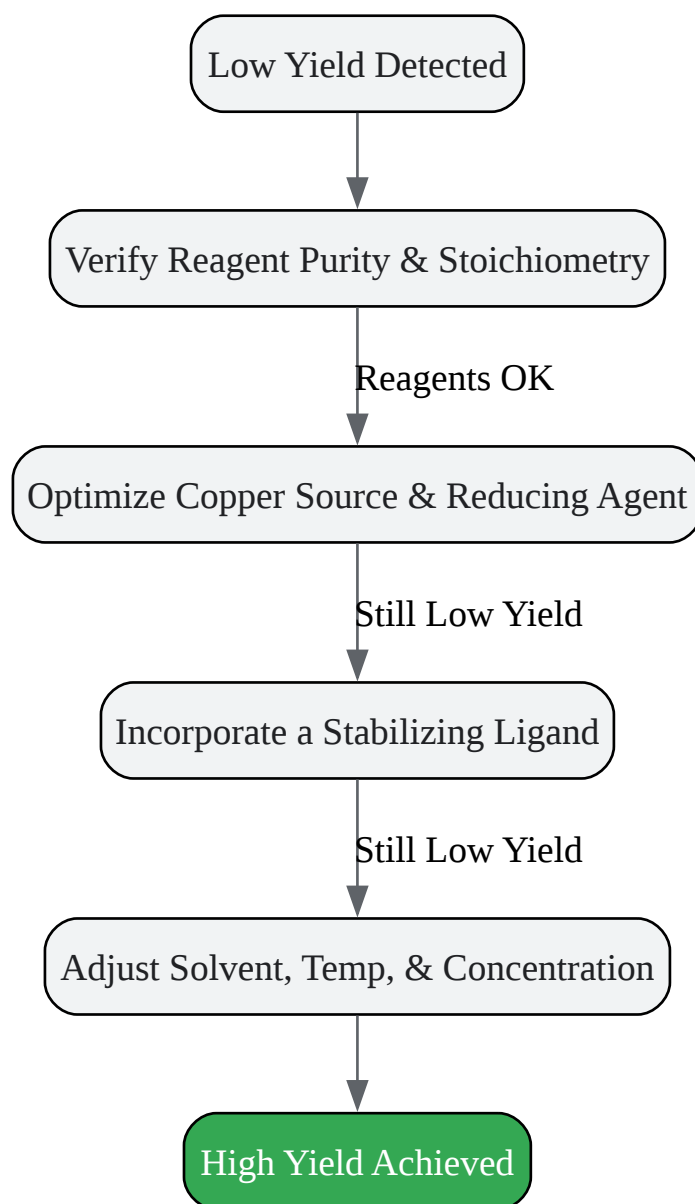 Low Yield Detected
Verify Reagent Purity & Stoichiometry
Reagents OK
Optimize Copper Source & Reducing Agent
Still Low Yield
Incorporate a Stabilizing Ligand
Still Low Yield
Adjust Solvent, Temp, & Concentration
High Yield Achieved